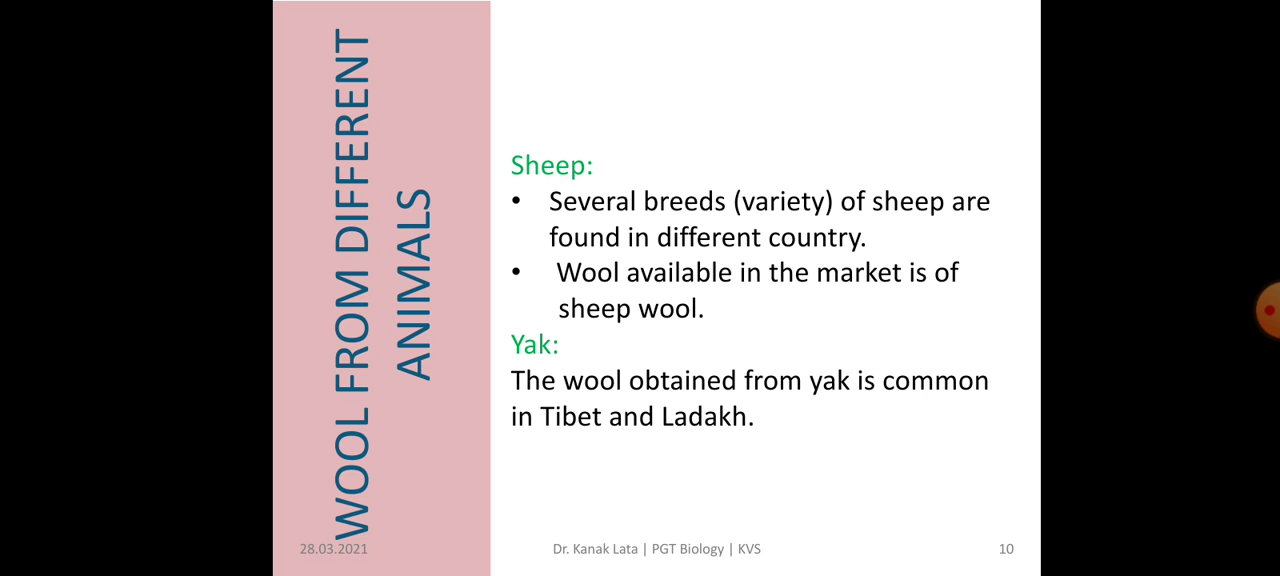 WOOL FROM DIFFERENT
ANIMALS
Sheep:
• Several breeds (variety) of sheep are
found in different country.
• Wool available in the market is of
sheep wool.
Yak:
The wool obtained from yak is common
in Tibet and Ladakh.
28.03.2021
Dr. Kanak Lata | PGT Biology | KVS
10